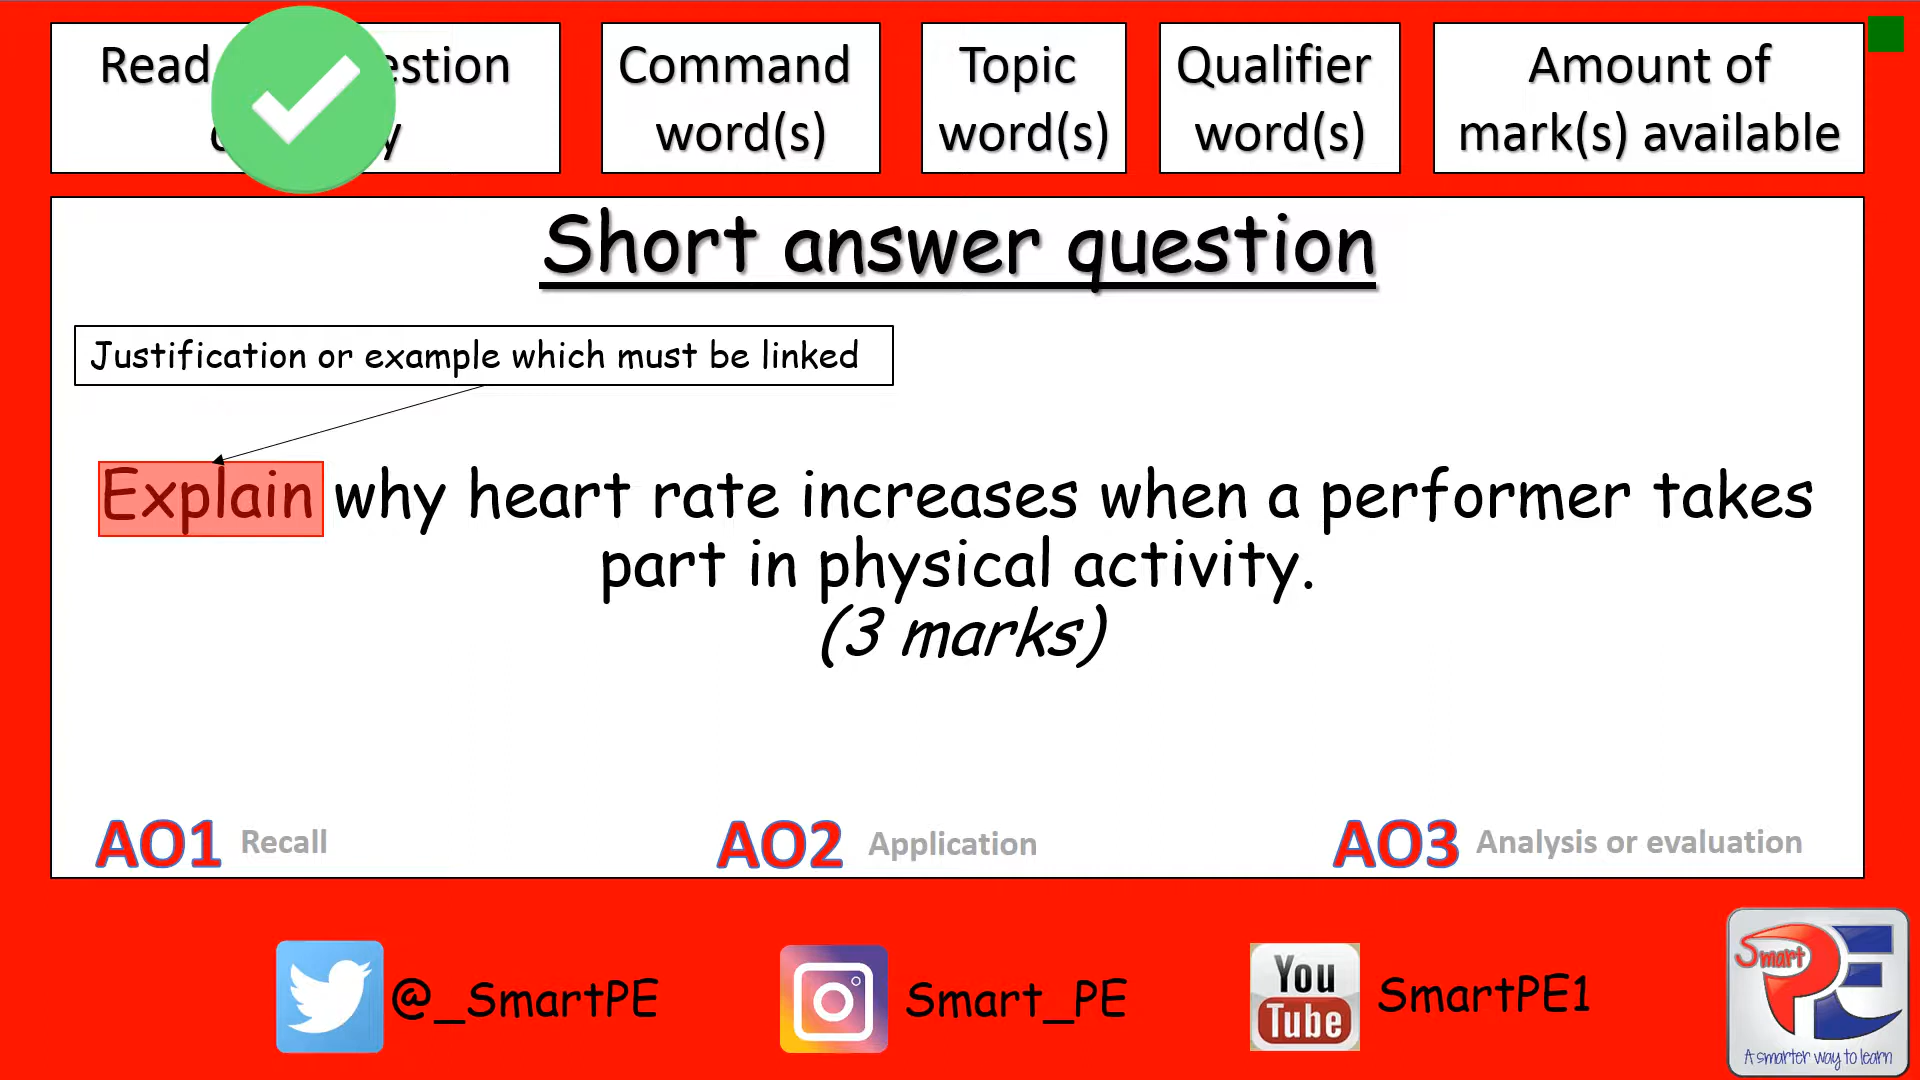 Read estion
y
Command
word(s)
Topic
word(s)
Qualifier
word(s)
Amount of
mark(s) available
Short answer question
Justification or example which must be linked
Explain why heart rate increases when a performer takes
part in physical activity.
(3 marks)
AO1 Recall
AO2 Application
AO3 Analysis or evaluation
@_SmartPE
Smart_PE
You
Tube
SmartPE1
Smart PE
A smarter way to learn